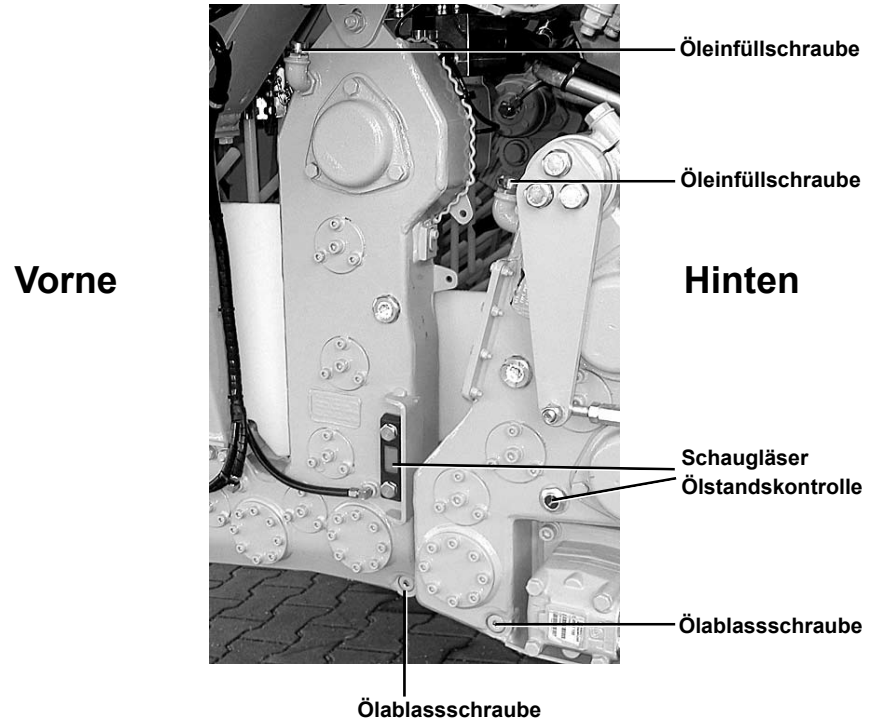 Öleinfüllschraube
Öleinfüllschraube
Vorne
Hinten
Schaugläser
Ölstandskontrolle
Ölablassschraube
Ölablassschraube